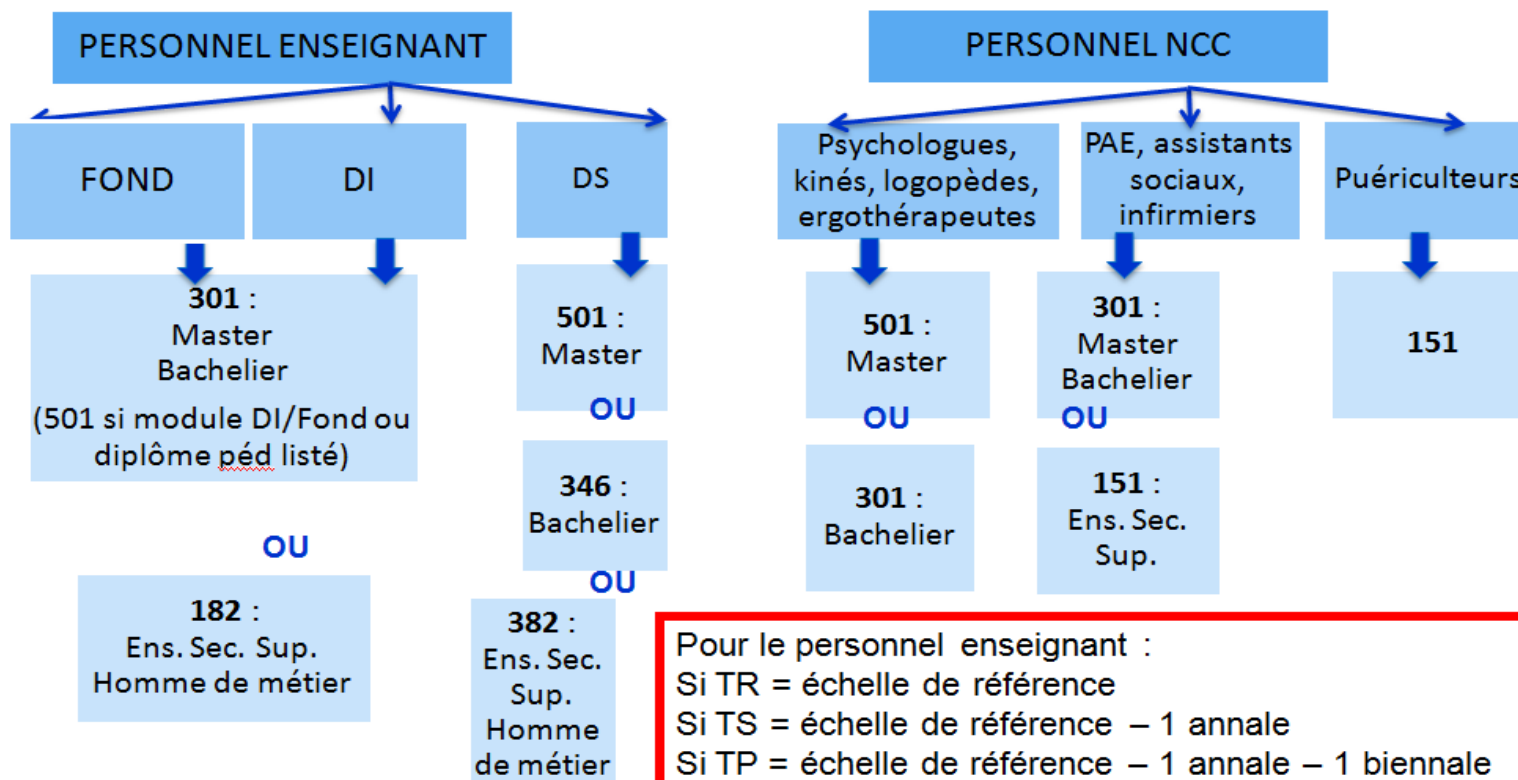 PERSONNEL ENSEIGNANT
FOND
DI
DS
301 :
Master
Bachelier
(501 si module DI/Fond ou
diplôme péd listé)
OU
182 :
Ens. Sec. Sup.
Homme de métier
501 :
Master
OU
346 :
Bachelier
OU
382 :
Ens. Sec.
Sup.
Homme
de métier
PERSONNEL NCC
Psychologues,
kinés, logopèdes,
ergothérapeutes
PAE, assistants
sociaux,
infirmiers
Puériculteurs
501 :
Master
OU
301 :
Bachelier
301 :
Master
Bachelier
OU
151 :
Ens. Sec.
Sup.
151
Pour le personnel enseignant :
Si TR = échelle de référence
Si TS = échelle de référence – 1 annale
Si TP = échelle de référence – 1 annale – 1 biennale